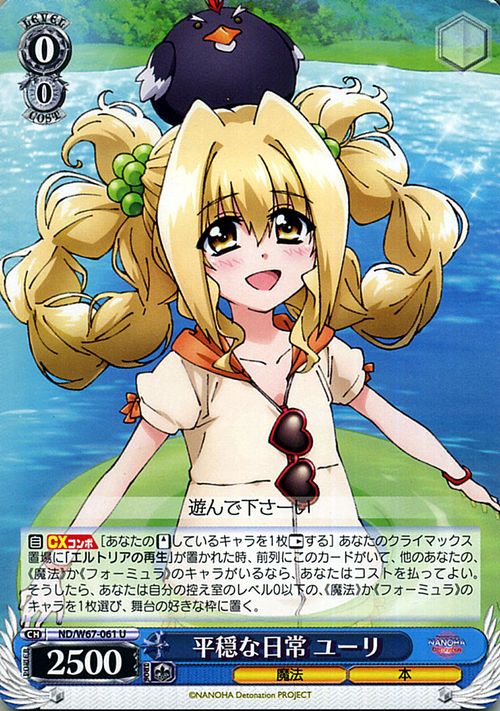 LEVEL
0
0
COST
遊んで下さーい
自 CXコンボ [あなたの しているキャラを1枚 する] あなたのクライマックス
置場に「エルトリアの再生」が置かれた時、前列にこのカードがいて、他のあなたの、
《魔法》か《フォーミュラ》のキャラがいるなら、あなたはコストを払ってよい。
そうしたら、あなたは自分の控え室のレベル0以下の、《魔法》か《フォーミュラ》の
キャラを1枚選び、舞台の好きな枠に置く。
CH ND/W67-061 U
POWER 2500 SOUL
平穏な日常 ユーリ
NANOHA
魔法 本
©NANOHA Detonation PROJECT